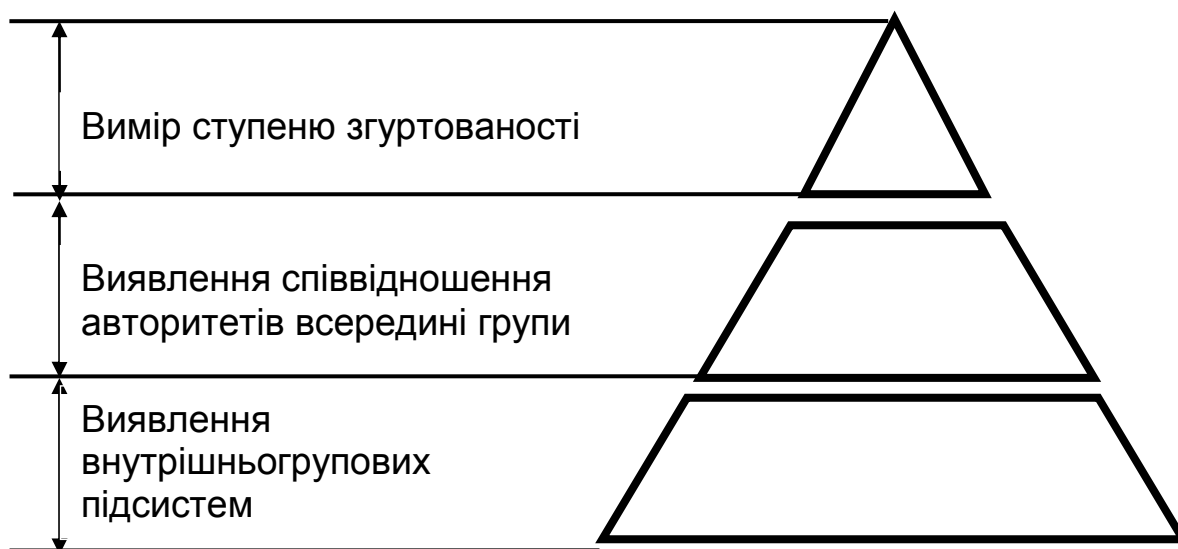 Вимір ступеню згуртованості
Виявлення співвідношення
авторитетів всередині групи
Виявлення
внутрішньогрупових
підсистем